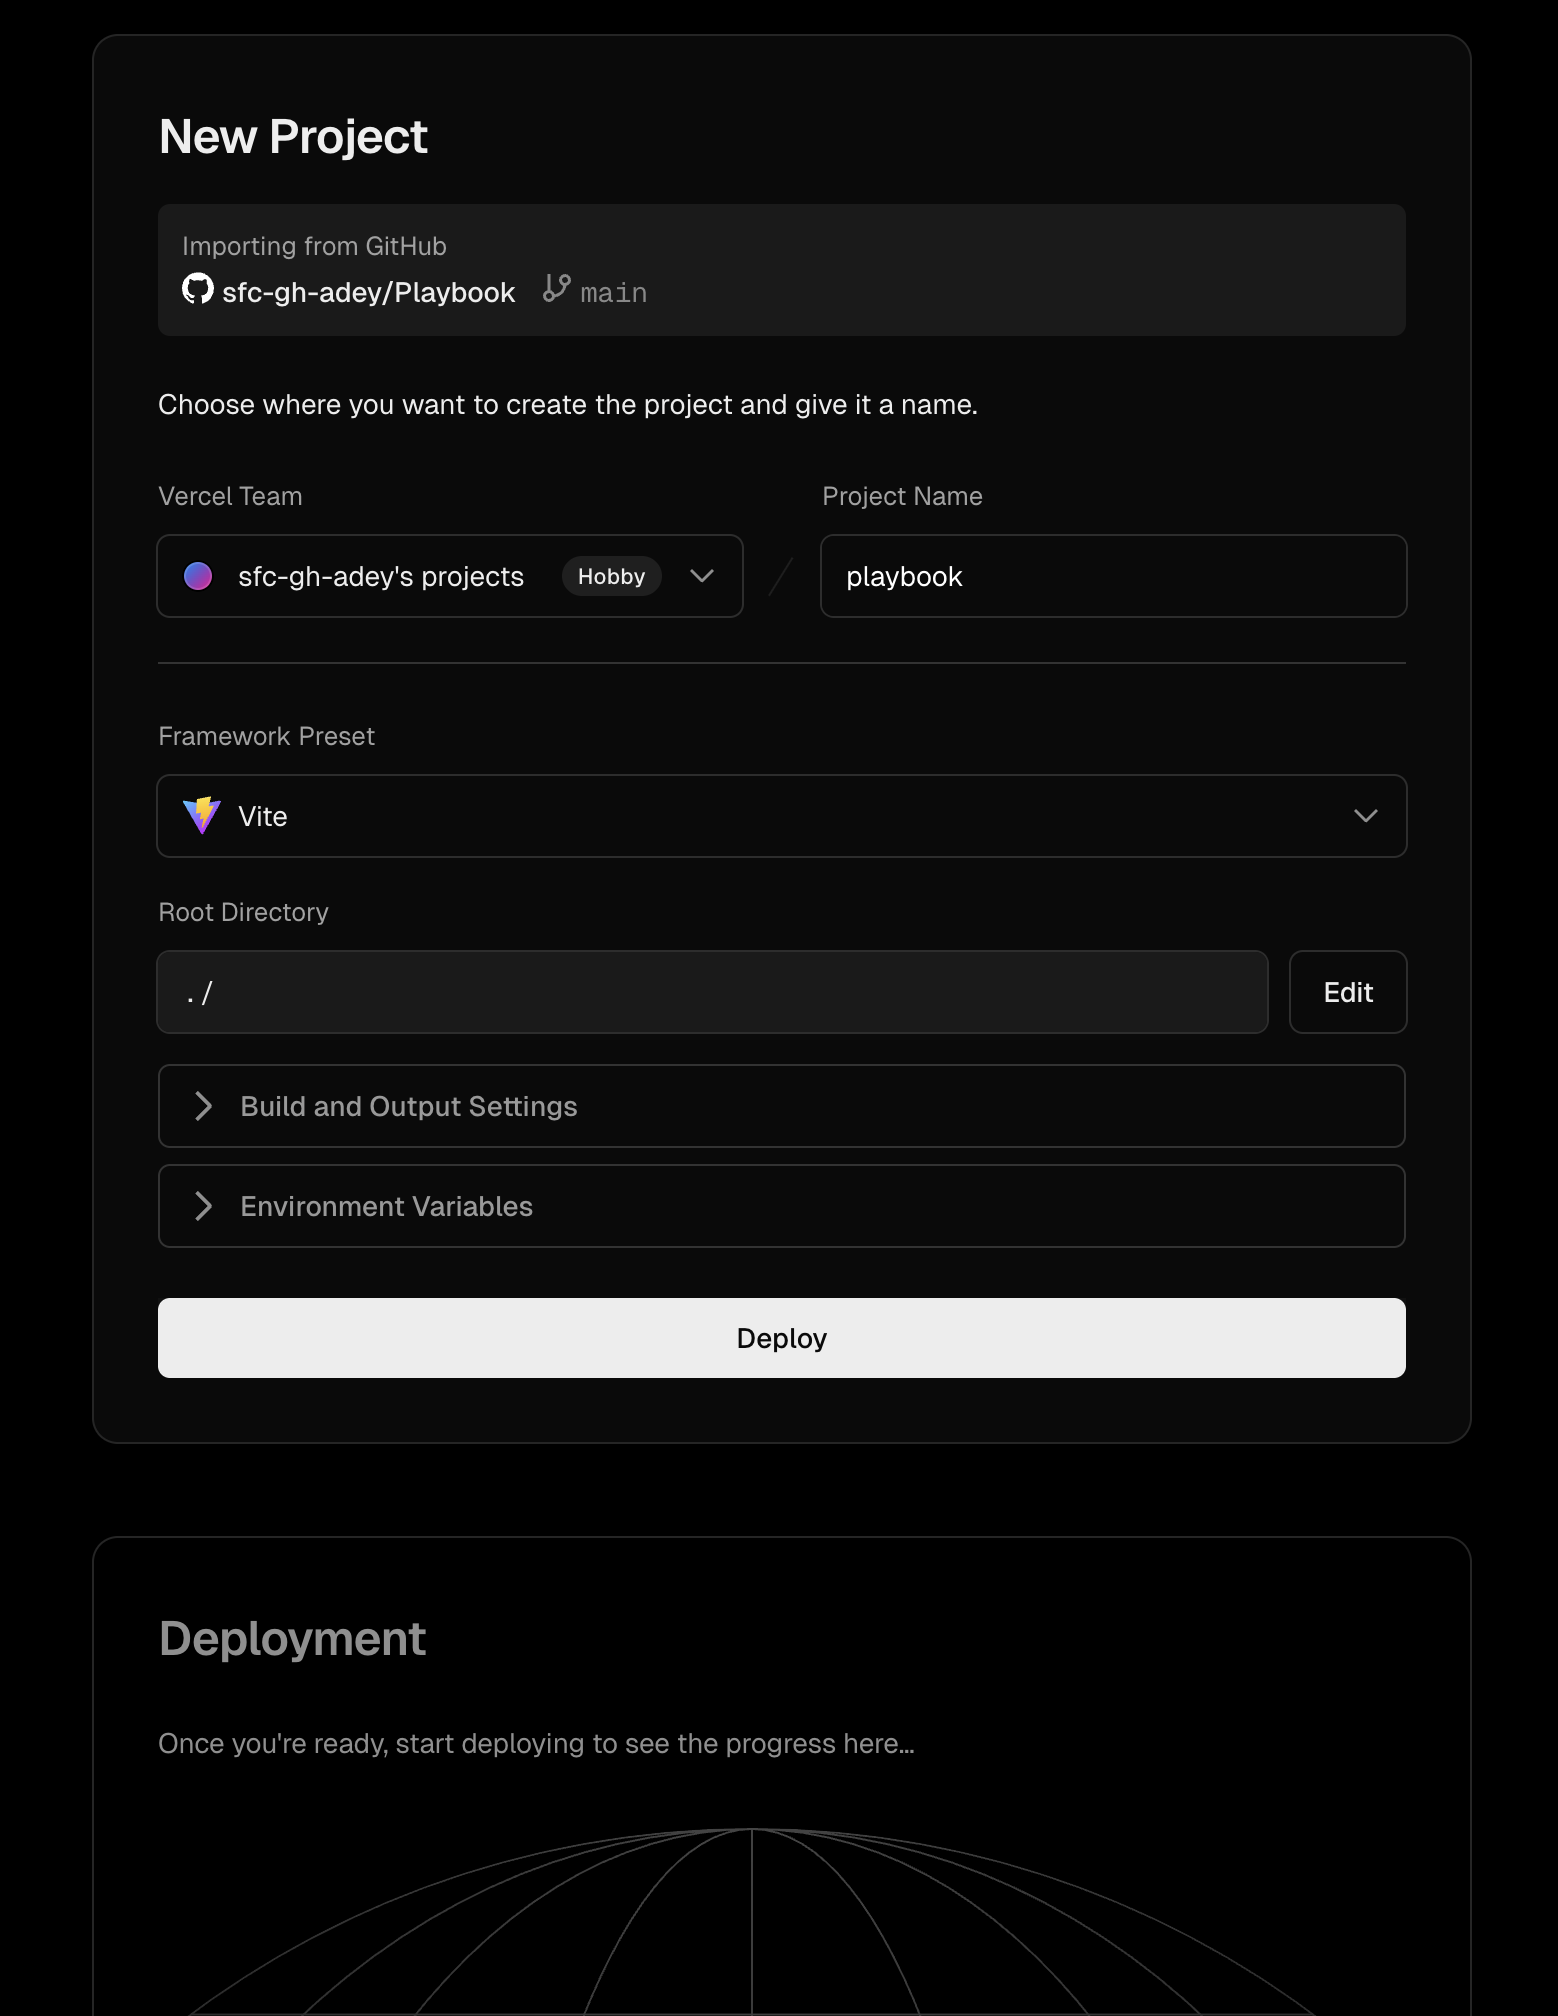 New Project
Importing from GitHub
sfc-gh-adey/Playbook main
Choose where you want to create the project and give it a name.
Vercel Team
Project Name
sfc-gh-adey's projects Hobby
/
playbook
Framework Preset
Vite
Root Directory
./
Edit
Build and Output Settings
Environment Variables
Deploy
Deployment
Once you're ready, start deploying to see the progress here...